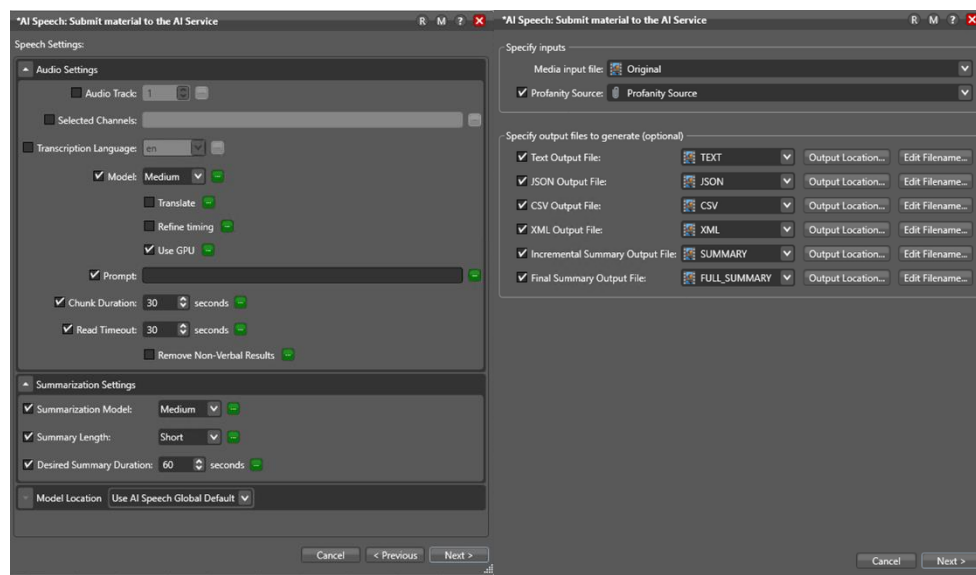 *AI Speech: Submit material to the AI Service R M ?
Speech Settings:
Audio Settings
Audio Track: 1
Selected Channels:
Transcription Language: en
Model: Medium
Translate
Refine timing
Use GPU
Prompt:
Chunk Duration: 30 seconds
Read Timeout: 30 seconds
Remove Non-Verbal Results
Summarization Settings
Summarization Model: Medium
Summary Length: Short
Desired Summary Duration: 60 seconds
Model Location Use AI Speech Global Default
Cancel < Previous Next >
*AI Speech: Submit material to the AI Service R M ?
Specify inputs
Media input file: Original
Profanity Source: Profanity Source
Specify output files to generate (optional)
Text Output File: TEXT Output Location... Edit Filename...
JSON Output File: JSON Output Location... Edit Filename...
CSV Output File: CSV Output Location... Edit Filename...
XML Output File: XML Output Location... Edit Filename...
Incremental Summary Output File: SUMMARY Output Location... Edit Filename...
Final Summary Output File: FULL_SUMMARY Output Location... Edit Filename...
Cancel Next >